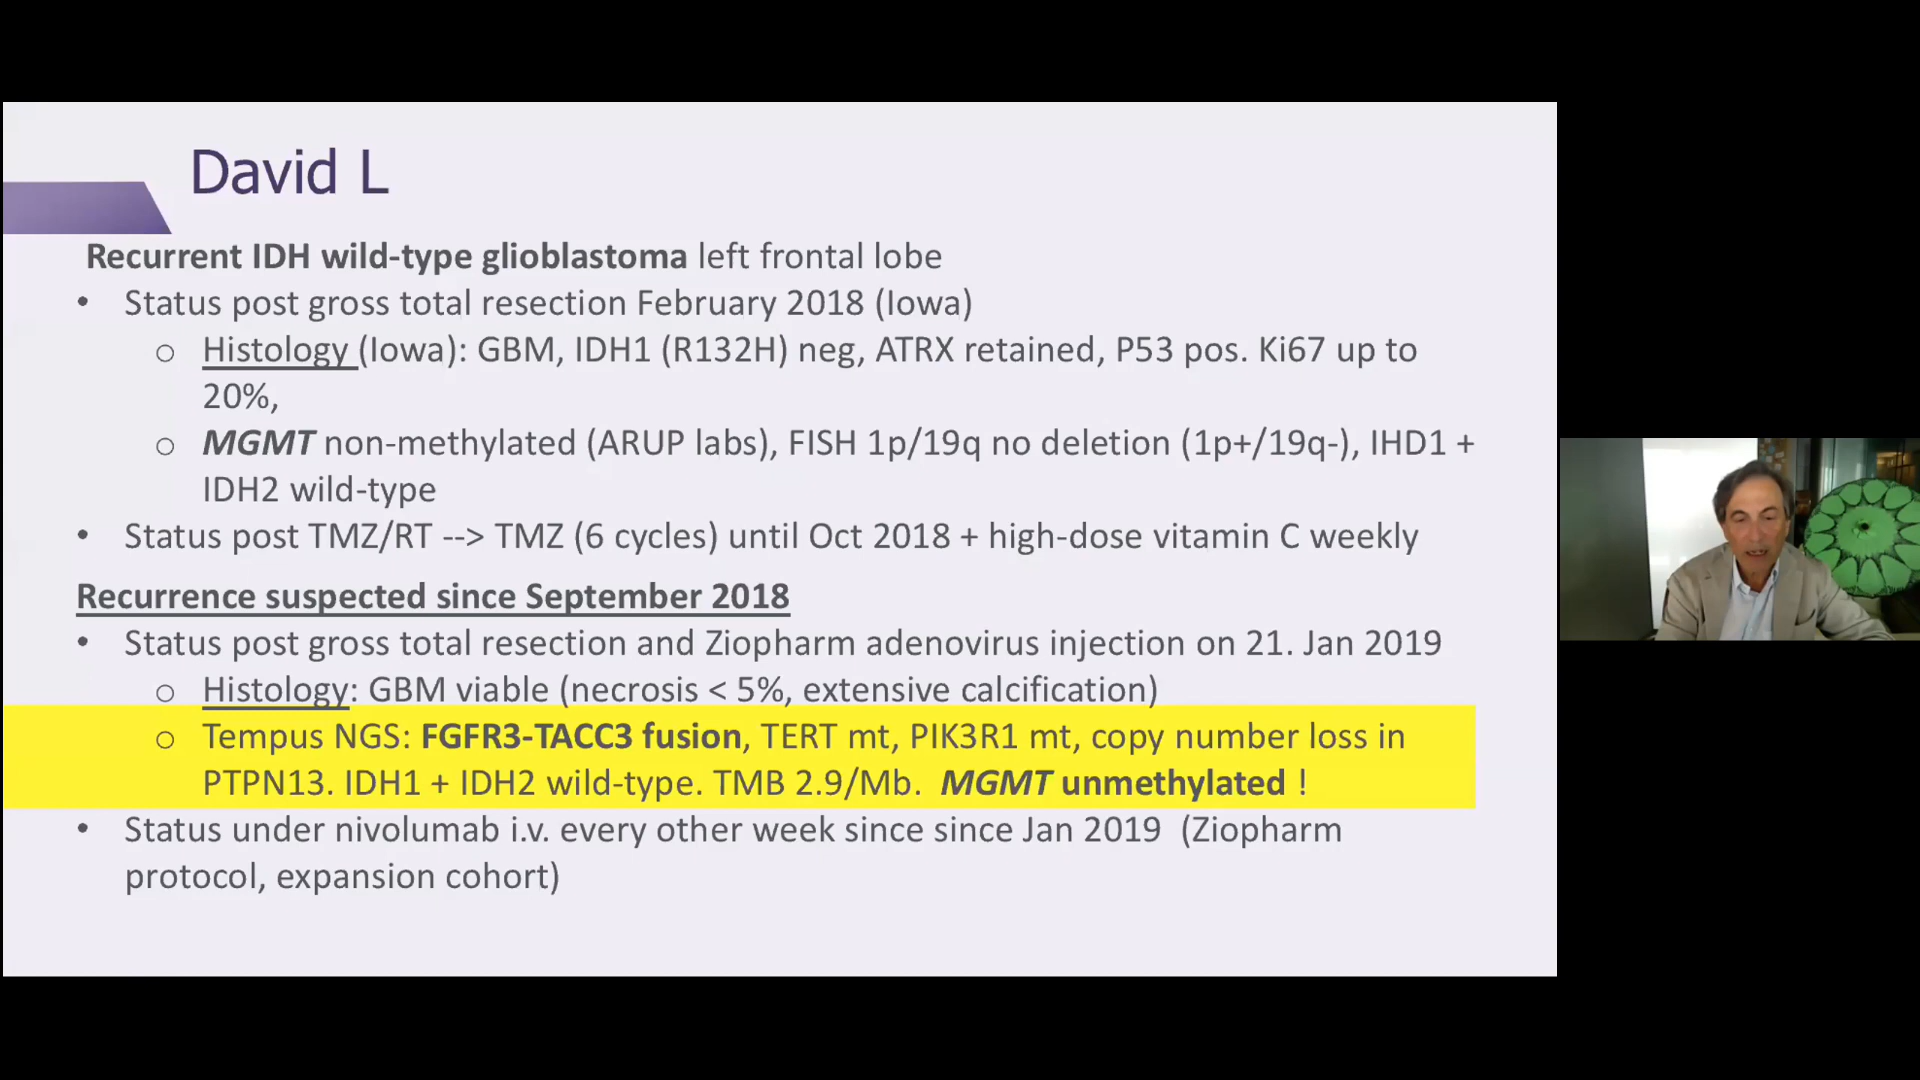 David L
Recurrent IDH wild-type glioblastoma left frontal lobe
• Status post gross total resection February 2018 (Iowa)
o Histology (Iowa): GBM, IDH1 (R132H) neg, ATRX retained, P53 pos. Ki67 up to
20%,
o MGMT non-methylated (ARUP labs), FISH 1p/19q no deletion (1p+/19q-), IHD1 +
IDH2 wild-type
• Status post TMZ/RT --> TMZ (6 cycles) until Oct 2018 + high-dose vitamin C weekly
Recurrence suspected since September 2018
• Status post gross total resection and Ziopharm adenovirus injection on 21. Jan 2019
o Histology: GBM viable (necrosis < 5%, extensive calcification)
o Tempus NGS: FGFR3-TACC3 fusion, TERT mt, PIK3R1 mt, copy number loss in
PTPN13. IDH1 + IDH2 wild-type. TMB 2.9/Mb. MGMT unmethylated !
• Status under nivolumab i.v. every other week since since Jan 2019 (Ziopharm
protocol, expansion cohort)